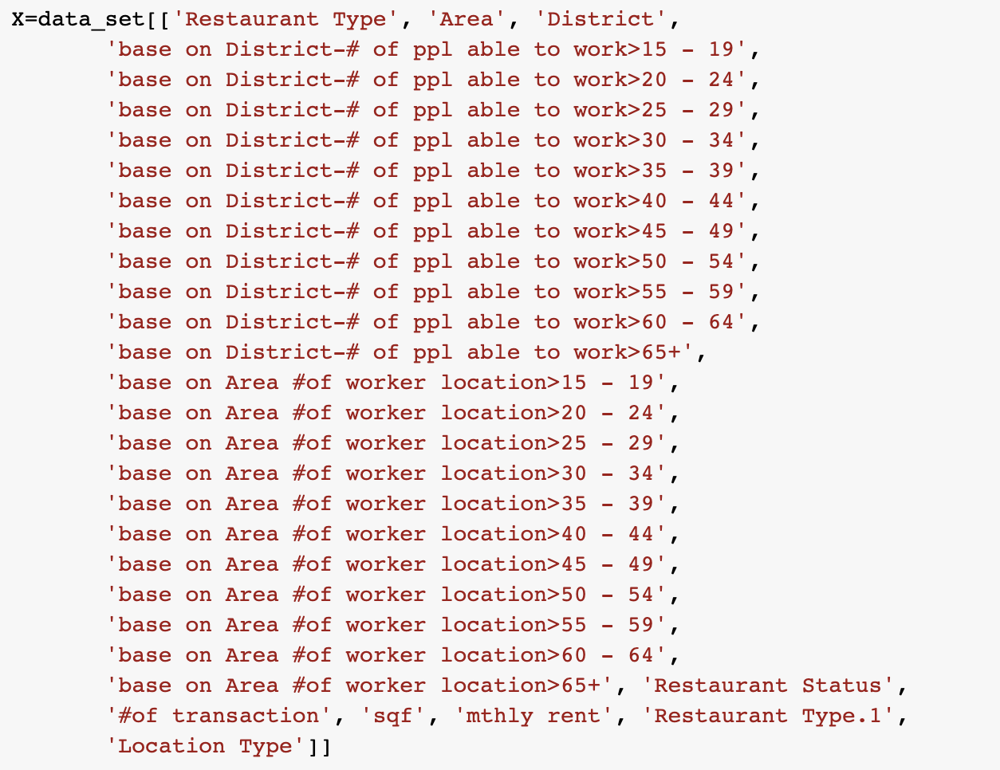 X=data_set[['Restaurant Type', 'Area', 'District',
'base on District-# of ppl able to work>15 - 19',
'base on District-# of ppl able to work>20 - 24',
'base on District-# of ppl able to work>25 - 29',
'base on District-# of ppl able to work>30 - 34',
'base on District-# of ppl able to work>35 - 39',
'base on District-# of ppl able to work>40 - 44',
'base on District-# of ppl able to work>45 - 49',
'base on District-# of ppl able to work>50 - 54',
'base on District-# of ppl able to work>55 - 59',
'base on District-# of ppl able to work>60 - 64',
'base on District-# of ppl able to work>65+',
'base on Area #of worker location>15 - 19',
'base on Area #of worker location>20 - 24',
'base on Area #of worker location>25 - 29',
'base on Area #of worker location>30 - 34',
'base on Area #of worker location>35 - 39',
'base on Area #of worker location>40 - 44',
'base on Area #of worker location>45 - 49',
'base on Area #of worker location>50 - 54',
'base on Area #of worker location>55 - 59',
'base on Area #of worker location>60 - 64',
'base on Area #of worker location>65+', 'Restaurant Status',
'#of transaction', 'sqf', 'mthly rent', 'Restaurant Type.1',
'Location Type']]